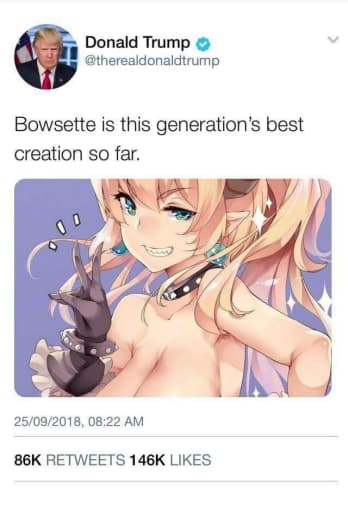 Donald Trump
@therealdonaldtrump
Bowsette is this generation's best
creation so far.
25/09/2018, 08:22 AM
86K RETWEETS 146K LIKES